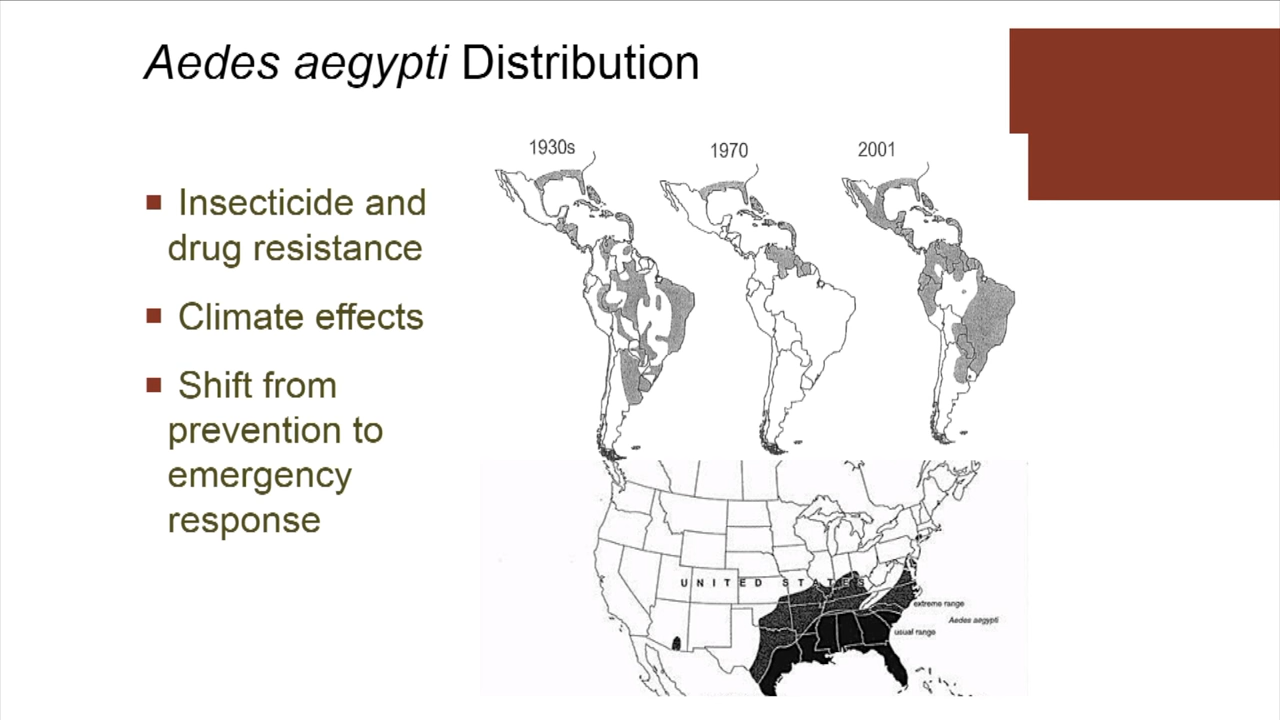 Aedes aegypti Distribution
Insecticide and
drug resistance
Climate effects
Shift from
prevention to
emergency
response
1930s
1970
2001
UNITED STATES
extreme range
Aedes aegypti
usual range